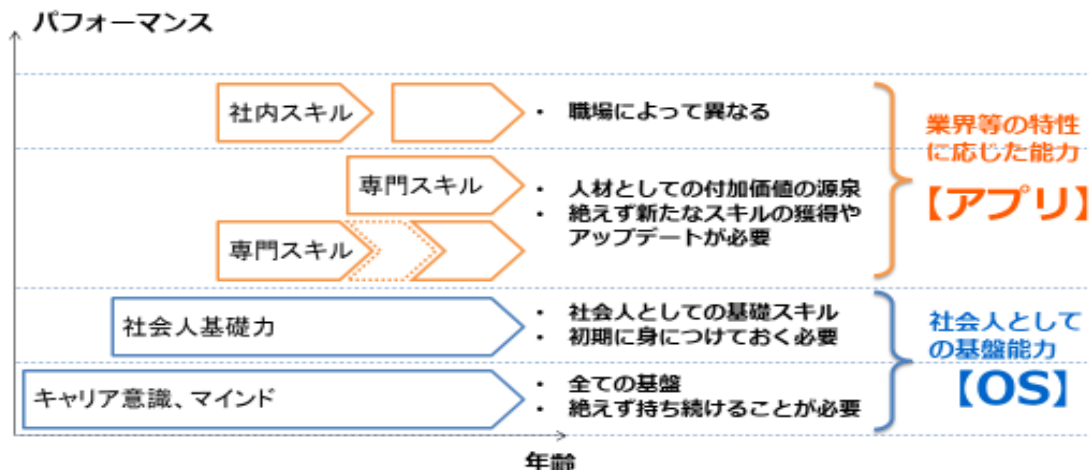 パフォーマンス
社内スキル
・ 職場によって異なる
専門スキル
専門スキル
・ 人材としての付加価値の源泉
・ 絶えず新たなスキルの獲得や
アップデートが必要
業界等の特性
に応じた能力
【アプリ】
社会人基礎力
・ 社会人としての基礎スキル
・ 初期に身につけておく必要
キャリア意識、マインド
・ 全ての基盤
・ 絶えず持ち続けることが必要
社会人として
の基盤能力
【OS】
年齢